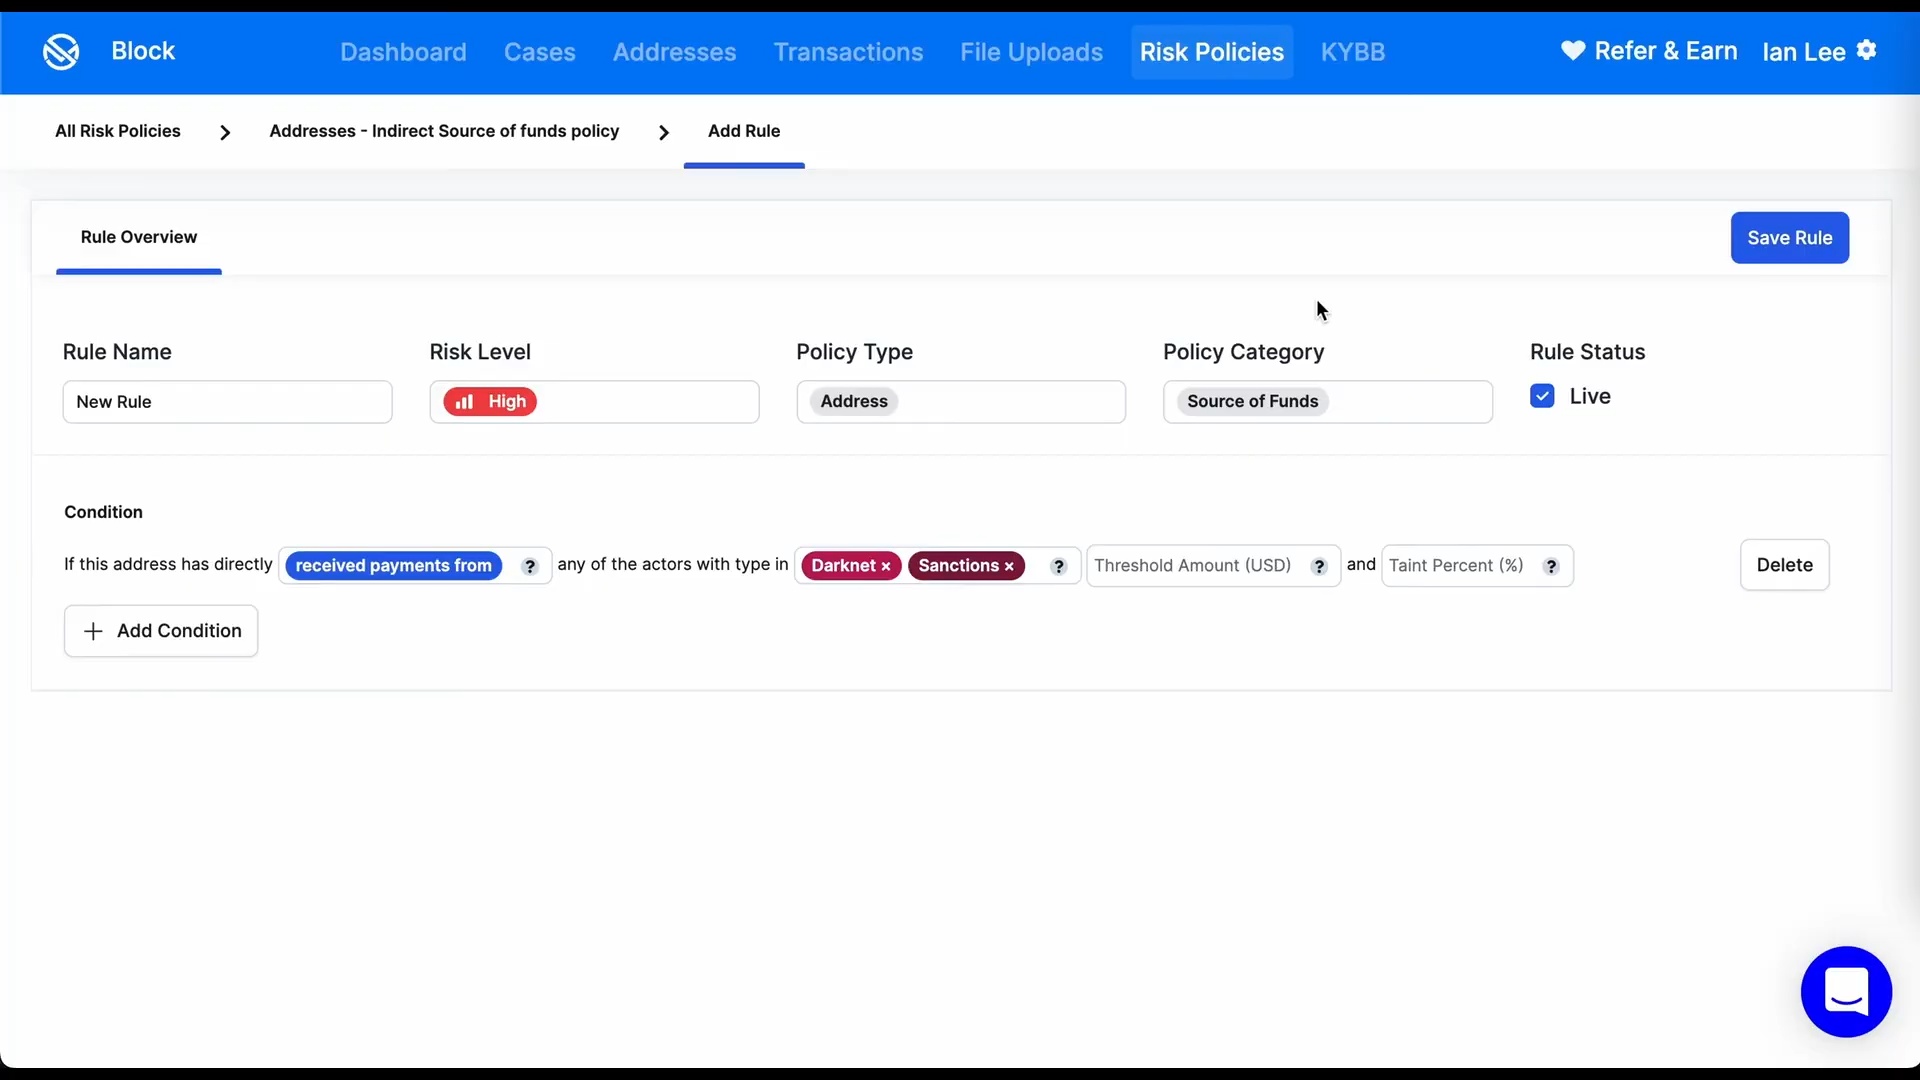 Block Dashboard Cases Addresses Transactions File Uploads Risk Policies KYBB Refer & Earn Ian Lee
All Risk Policies Addresses - Indirect Source of funds policy Add Rule
Rule Overview Save Rule
Rule Name Risk Level Policy Type Policy Category Rule Status
New Rule High Address Source of Funds Live
Condition
If this address has directly received payments from ? any of the actors with type in Darknet × Sanctions × ? Threshold Amount (USD) ? and Taint Percent (%) ? Delete
+ Add Condition